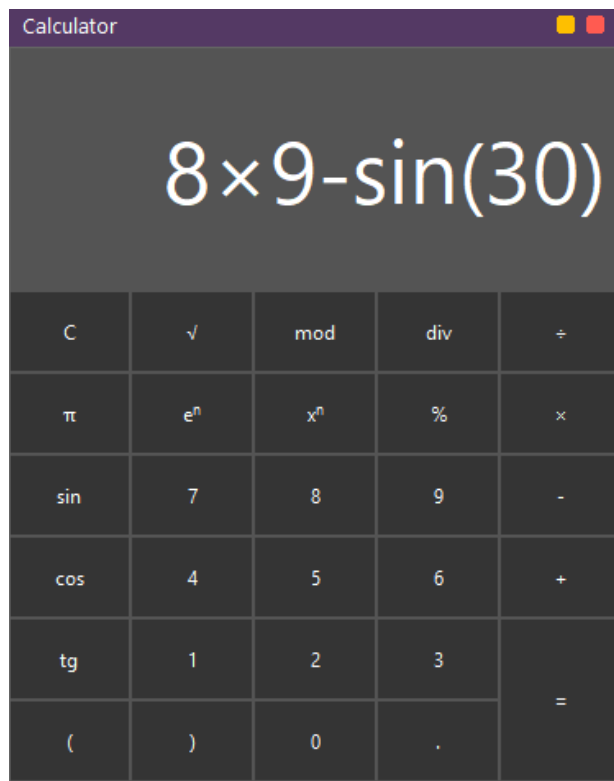 Calculator
8×9-sin(30)
C √ mod div ÷
π eⁿ xⁿ % ×
sin 7 8 9 -
cos 4 5 6 +
tg 1 2 3
=
( ) 0 .